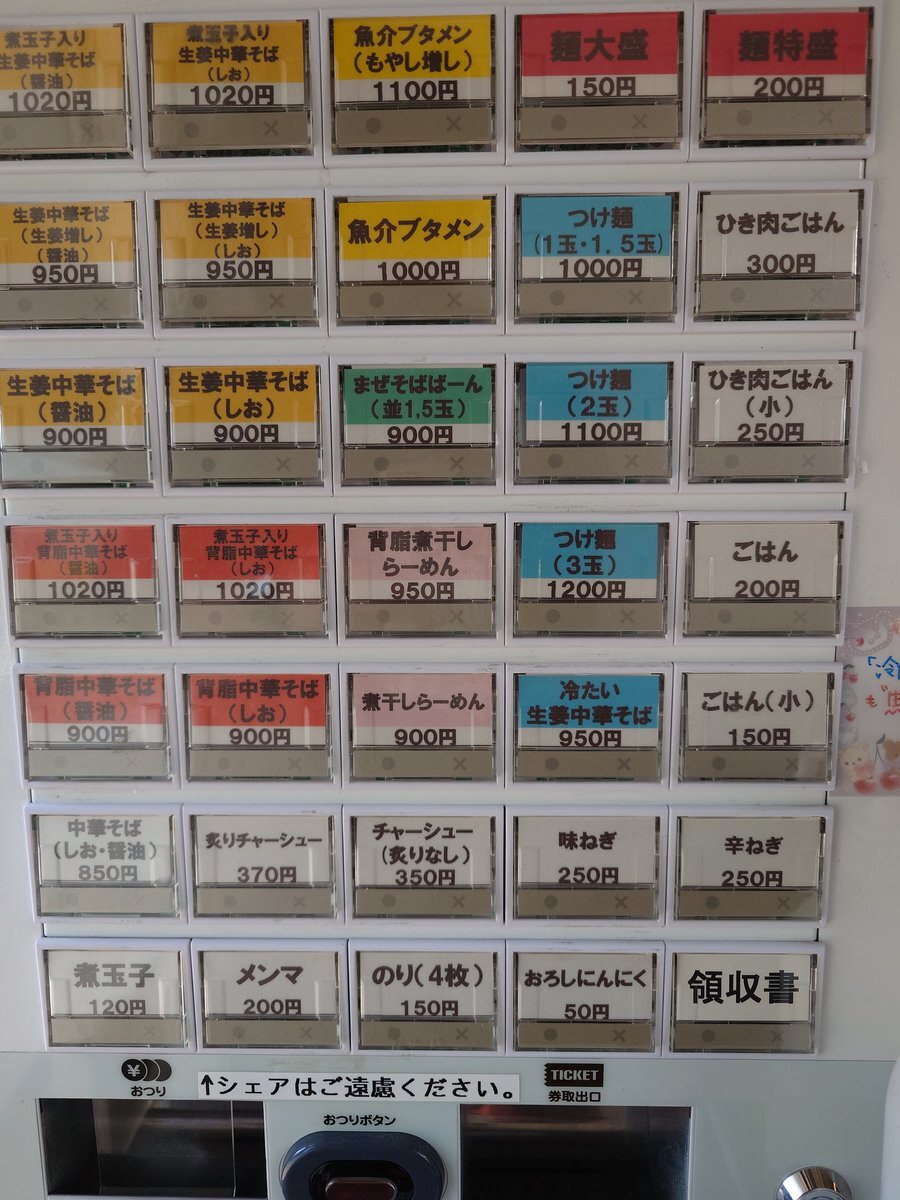 煮玉子入り
生姜中華そば
(醤油)
1020円
煮玉子入り
生姜中華そば
(しお)
1020円
魚介ブタメン
(もやし増し)
1100円
麺大盛
150円
麺特盛
200円
生姜中華そば
(生姜増し)
(醤油)
950円
生姜中華そば
(生姜増し)
(しお)
950円
魚介ブタメン
1000円
つけ麺
(1玉・1.5玉)
1000円
ひき肉ごはん
300円
生姜中華そば
(醤油)
900円
生姜中華そば
(しお)
900円
まぜそばばーん
(並1,5玉)
900円
つけ麺
(2玉)
1100円
ひき肉ごはん
(小)
250円
煮玉子入り
背脂中華そば
(醤油)
1020円
煮玉子入り
背脂中華そば
(しお)
1020円
背脂煮干し
らーめん
950円
つけ麺
(3玉)
1200円
ごはん
200円
背脂中華そば
(醤油)
900円
背脂中華そば
(しお)
900円
煮干しらーめん
900円
冷たい
生姜中華そば
950円
ごはん(小)
150円
中華そば
(しお・醤油)
850円
炙りチャーシュー
370円
チャーシュー
(炙りなし)
350円
味ねぎ
250円
辛ねぎ
250円
煮玉子
120円
メンマ
200円
のり(4枚)
150円
おろしにんにく
50円
領収書
¥
おつり
↑シェアはご遠慮ください。
TICKET
券取出口
おつりボタン